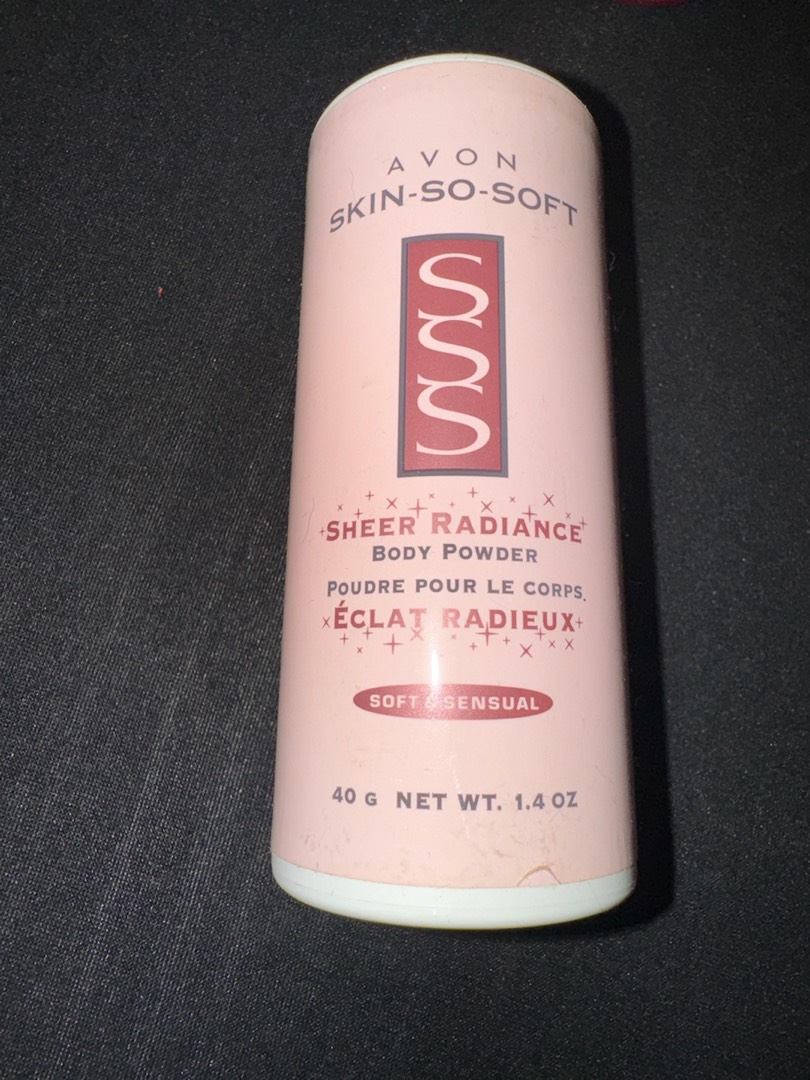 AVON
SKIN-SO-SOFT
SSS
SHEER RADIANCE
BODY POWDER
POUDRE POUR LE CORPS
ÉCLAT RADIEUX
SOFT & SENSUAL
40 G NET WT. 1.4 OZ